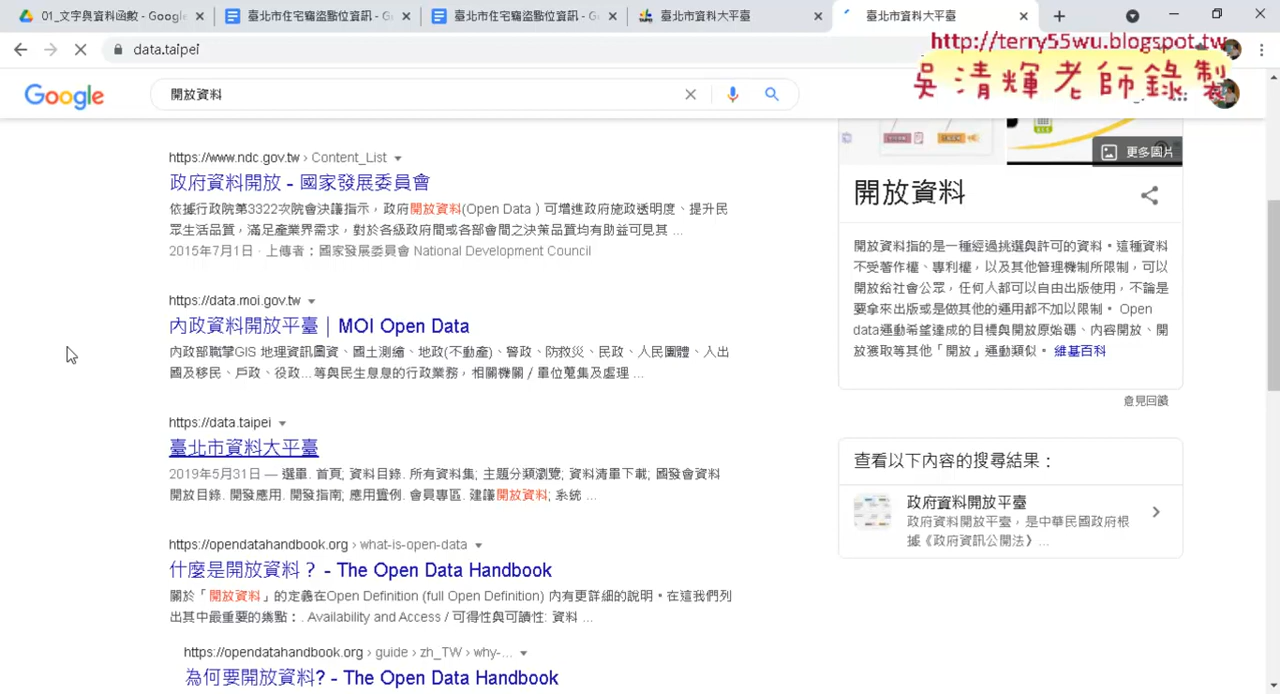 01_文字與資料函數 - Google
臺北市住宅竊盜點位資訊 - G
臺北市住宅竊盜點位資訊 - G
臺北市資料大平臺
臺北市資料大平臺
data.taipei
http://terry55wu.blogspot.tw
吳清輝老師錄製
Google
開放資料
https://www.ndc.gov.tw › Content_List
政府資料開放 - 國家發展委員會
依據行政院第3322次院會決議指示，政府開放資料(Open Data ) 可增進政府施政透明度、提升民
眾生活品質，滿足產業界需求，對於各級政府間或各部會間之決策品質均有助益可見其 ...
2015年7月1日 · 上傳者：國家發展委員會 National Development Council
https://data.moi.gov.tw
內政資料開放平臺｜MOI Open Data
內政部職掌GIS 地理資訊圖資、國土測繪、地政(不動產)、警政、防救災、民政、人民團體、入出
國及移民、戶政、役政...等與民生息息的行政業務，相關機關 / 單位蒐集及處理 ...
https://data.taipei
臺北市資料大平臺
2019年5月31日 — 選單. 首頁; 資料目錄. 所有資料集; 主題分類瀏覽; 資料清單下載; 國發會資料
開放目錄. 開發應用. 開發指南; 應用實例. 會員專區. 建議開放資料; 系統 ...
https://opendatahandbook.org › what-is-open-data
什麼是開放資料？ - The Open Data Handbook
關於「開放資料」的定義在Open Definition (full Open Definition) 內有更詳細的說明。在這我們列
出其中最重要的集點：. Availability and Access / 可得性與可讀性: 資料 ...
https://opendatahandbook.org › guide › zh_TW › why-...
為何要開放資料? - The Open Data Handbook
更多圖片
開放資料
開放資料指的是一種經過挑選與許可的資料。這種資料
不受著作權、專利權，以及其他管理機制所限制，可以
開放給社會公眾，任何人都可以自由出版使用，不論是
要拿來出版或是做其他的運用都不加以限制。 Open
data運動希望達成的目標與開放原始碼、內容開放、開
放獲取等其他「開放」運動類似。 維基百科
意見回饋
查看以下內容的搜尋結果：
政府資料開放平臺
政府資料開放平臺，是中華民國政府根
據《政府資訊公開法》...